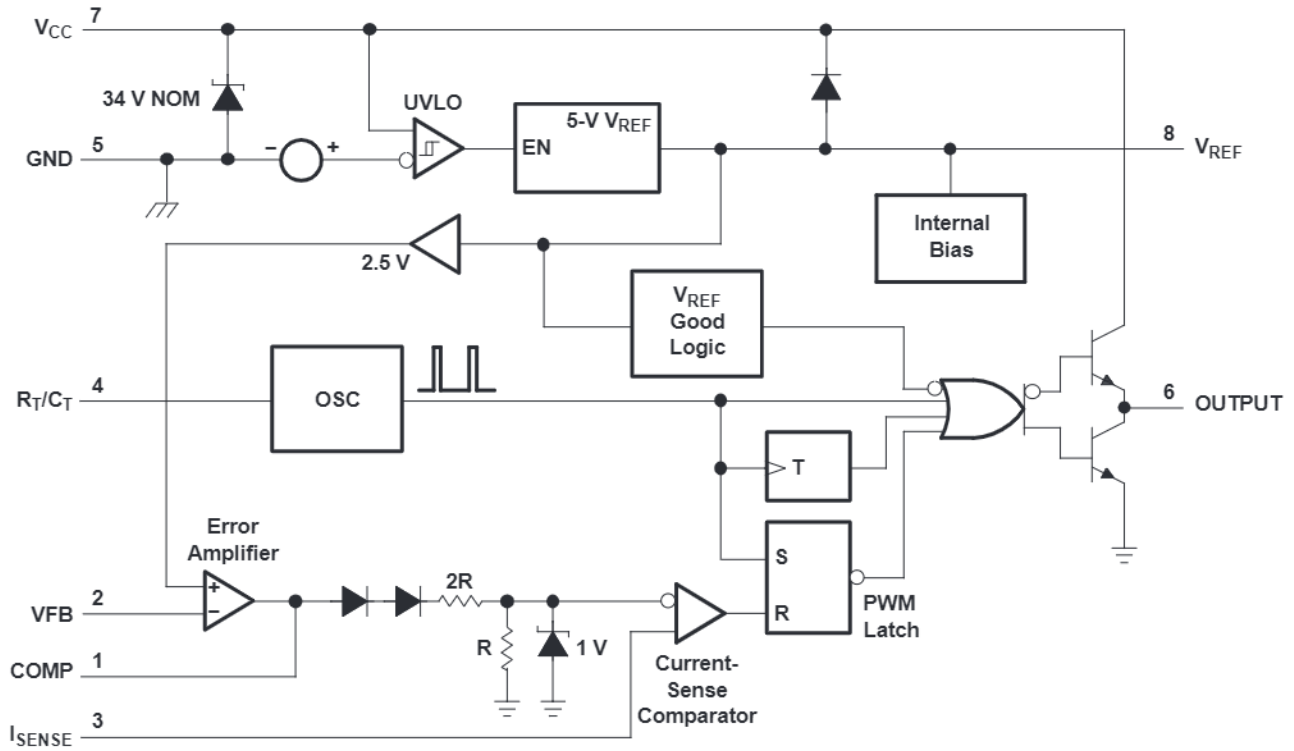 VCC 7
34 V NOM
UVLO
5-V VREF
EN
GND 5
− +
8 VREF
Internal
Bias
2.5 V
VREF
Good
Logic
RT/CT 4
OSC
6 OUTPUT
T
Error
Amplifier
+
−
VFB 2
COMP 1
2R
R
1 V
S
R
PWM
Latch
Current-
Sense
Comparator
ISENSE 3